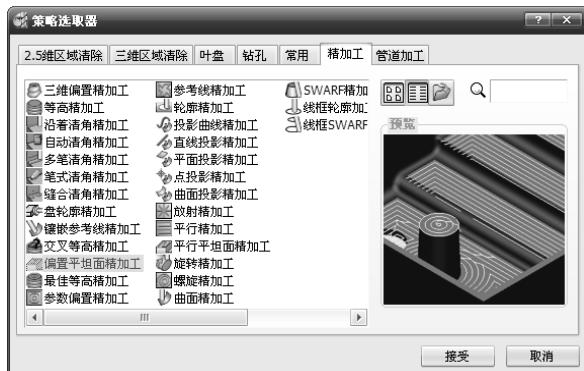 策略选取器
2.5维区域清除 三维区域清除 叶盘 钻孔 常用 精加工 管道加工
三维偏置精加工 参考线精加工 SWARF精加
等高精加工 轮廓精加工 线框轮廓加工
沿着清角精加工 投影曲线精加工 线框SWARF
自动清角精加工 直线投影精加工
多笔清角精加工 平面投影精加工
笔式清角精加工 点投影精加工
缝合清角精加工 曲面投影精加工
盘轮廓精加工 放射精加工
镶嵌参考线精加工 平行精加工
交叉等高精加工 平行平坦面精加工
偏置平坦面精加工 旋转精加工
最佳等高精加工 螺旋精加工
参数偏置精加工 曲面精加工
预览
接受 取消